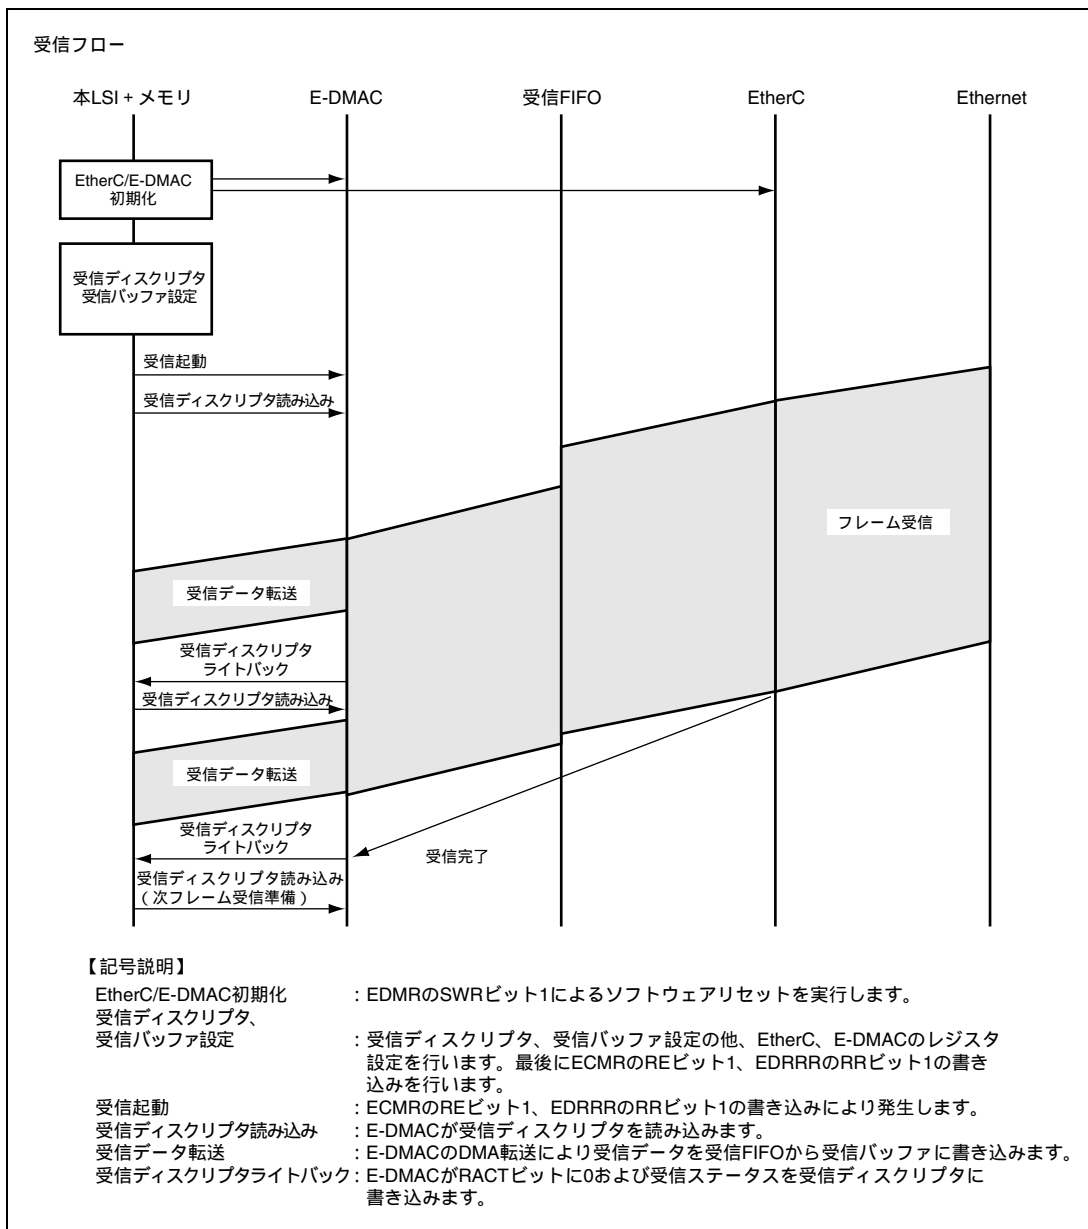 受信フロー
本LSI + メモリ
E-DMAC
受信FIFO
EtherC
Ethernet
EtherC/E-DMAC
初期化
受信ディスクリプタ
受信バッファ設定
受信起動
受信ディスクリプタ読み込み
フレーム受信
受信データ転送
受信ディスクリプタ
ライトバック
受信ディスクリプタ読み込み
受信データ転送
受信ディスクリプタ
ライトバック
受信完了
受信ディスクリプタ読み込み
（次フレーム受信準備）
【記号説明】
EtherC/E-DMAC初期化 : EDMRのSWRビット1によるソフトウェアリセットを実行します。
受信ディスクリプタ、
受信バッファ設定 : 受信ディスクリプタ、受信バッファ設定の他、EtherC、E-DMACのレジスタ
設定を行います。最後にECMRのREビット1、EDRRRのRRビット1の書き
込みを行います。
受信起動 : ECMRのREビット1、EDRRRのRRビット1の書き込みにより発生します。
受信ディスクリプタ読み込み : E-DMACが受信ディスクリプタを読み込みます。
受信データ転送 : E-DMACのDMA転送により受信データを受信FIFOから受信バッファに書き込みます。
受信ディスクリプタライトバック : E-DMACがRACTビットに0および受信ステータスを受信ディスクリプタに
書き込みます。